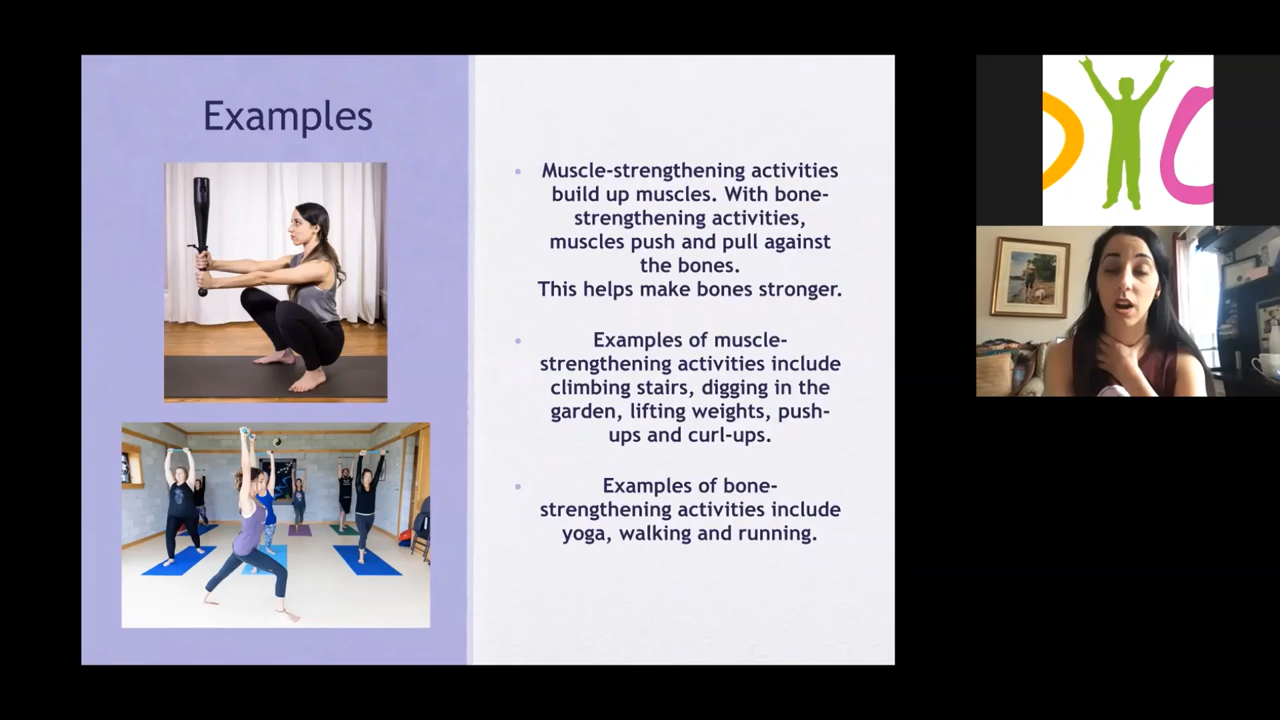 Examples
Muscle-strengthening activities
build up muscles. With bone-
strengthening activities,
muscles push and pull against
the bones.
This helps make bones stronger.
Examples of muscle-
strengthening activities include
climbing stairs, digging in the
garden, lifting weights, push-
ups and curl-ups.
Examples of bone-
strengthening activities include
yoga, walking and running.